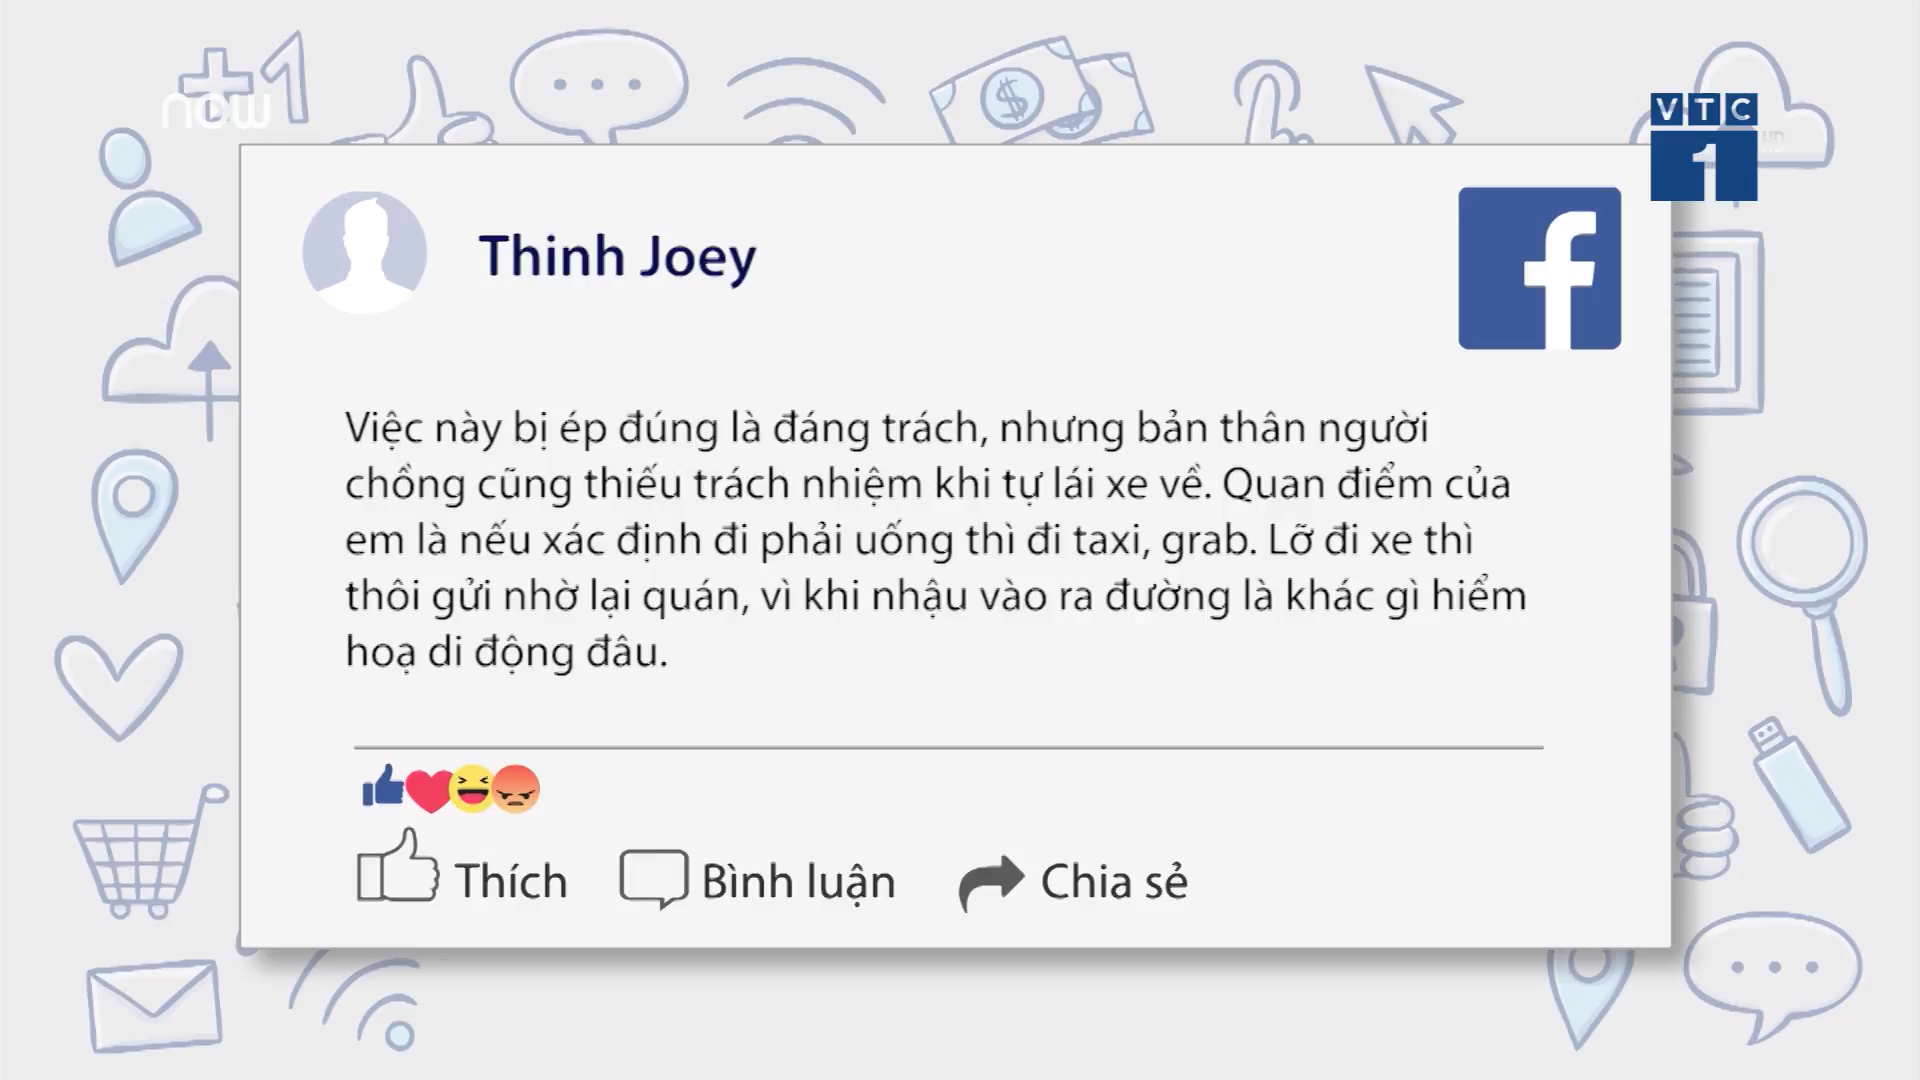 +1
now
VTC
1
HD
Thinh Joey
Việc này bị ép đúng là đáng trách, nhưng bản thân người
chồng cũng thiếu trách nhiệm khi tự lái xe về. Quan điểm của
em là nếu xác định đi phải uống thì đi taxi, grab. Lỡ đi xe thì
thôi gửi nhờ lại quán, vì khi nhậu vào ra đường là khác gì hiểm
hoạ di động đâu.
Thích
Bình luận
Chia sẻ